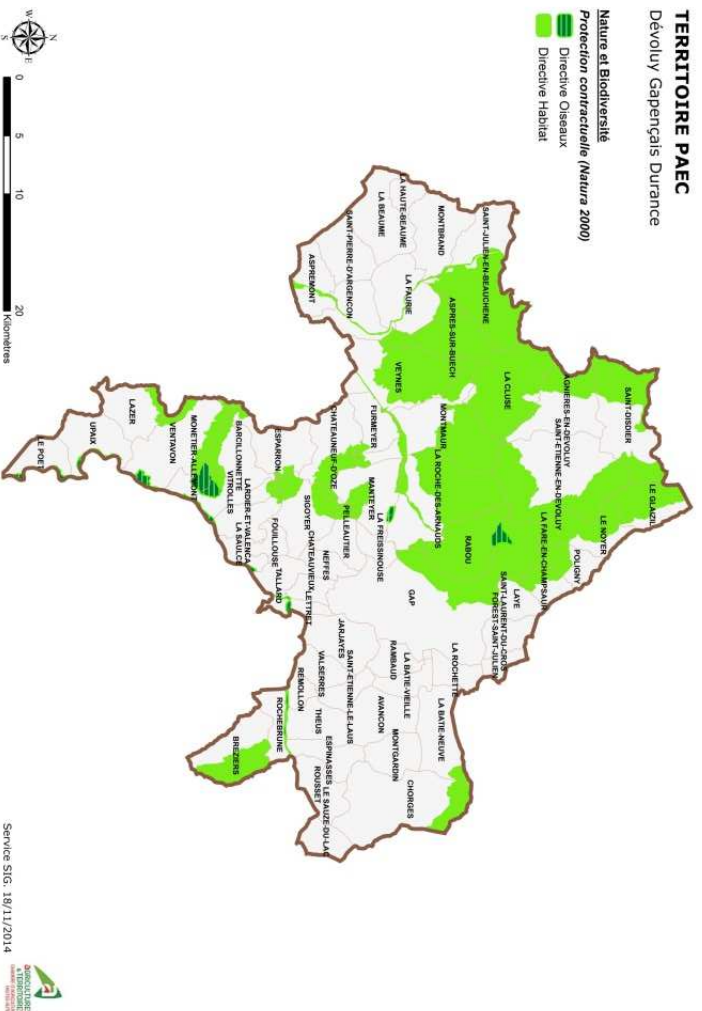 TERRITOIRE PAEC
Dévoluy Gapençais Durance
Nature et Biodiversité
Protection contractuelle (Natura 2000)
Directive Oiseaux
Directive Habitat
SAINT-DISDIER
LE GLAIZIL
LE NOYER
POLIGNY
AGNIERES-EN-DEVOLUY
SAINT-ETIENNE-EN-DEVOLUY
LA FARE-EN-CHAMPSAUR
LAYE
SAINT-LAURENT-DU-CROS
FOREST-SAINT-JULIEN
SAINT-JULIEN-EN-BEAUCHENE
LA CLUSE
RABOU
MONTBRAND
ASPRES-SUR-BUECH
MONTMAUR
LA ROCHE-DES-ARNAUDS
LA ROCHETTE
LA BATIE-NEUVE
LA HAUTE-BEAUME
LA FAURIE
GAP
LA BATIE-VIEILLE
LA BEAUME
VEYNES
FURMEYER
MANTEYER
LA FREISSINOUSE
RAMBAUD
AVANCON
MONTGARDIN
CHORGES
SAINT-PIERRE-D'ARGENCON
CHATEAUNEUF-D'OZE
PELLEAUTIER
NEFFES
JARJAYES
SAINT-ETIENNE-LE-LAUS
ASPREMONT
SIGOYER
CHATEAUVIEUX
LETTRET
VALSERRES
THEUS
ESPINASSES
LE SAUZE-DU-LAC
ROUSSET
ESPARRON
FOUILLOUSE
TALLARD
REMOLLON
ROCHEBRUNE
BARCILLONNETTE
VITROLLES
LARDIER-ET-VALENCA
LA SAULCE
BREZIERS
MONETIER-ALLEMONT
VENTAVON
LAZER
UPAIX
LE POET
N
W
E
S
0 5 10 20
Kilomètres
Service SIG. 18/11/2014
AGRICULTURES
& TERRITOIRES